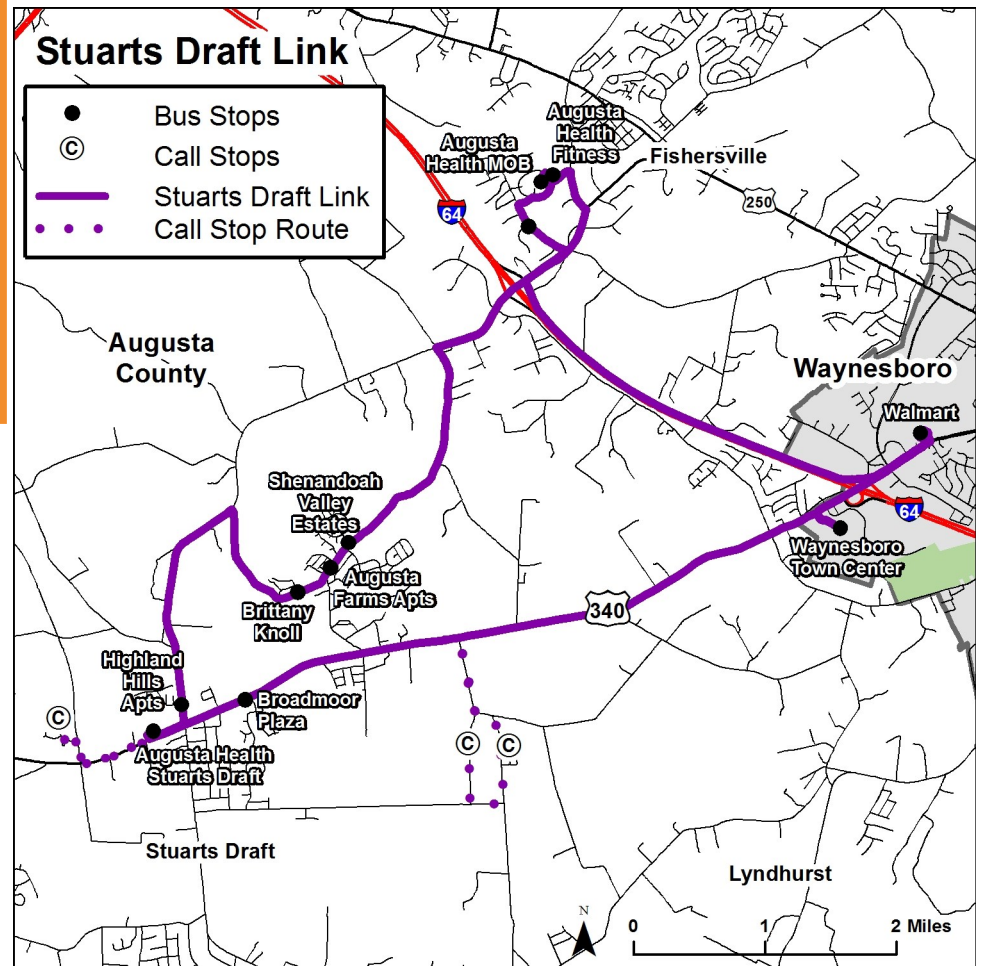 Stuarts Draft Link
Bus Stops
C
Call Stops
Stuarts Draft Link
Call Stop Route
Augusta
Health
Fitness
Augusta
Health MOB
Fishersville
64
250
Augusta
County
Waynesboro
Walmart
Shenandoah
Valley
Estates
64
Waynesboro
Town Center
Augusta
Farms Apts
Brittany
Knoll
340
Highland
Hills
Apts
Broadmoor
Plaza
C
C
C
Augusta Health
Stuarts Draft
Stuarts Draft
Lyndhurst
N
0 1 2 Miles